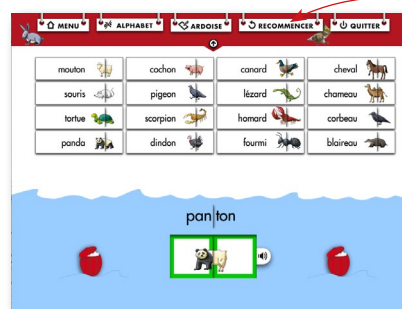 MENU ALPHABET ARDOISE RECOMMENCER QUITTER
mouton cochon canard cheval
souris pigeon lézard chameau
tortue scorpion homard corbeau
panda dindon fourmi blaireau
pan|ton